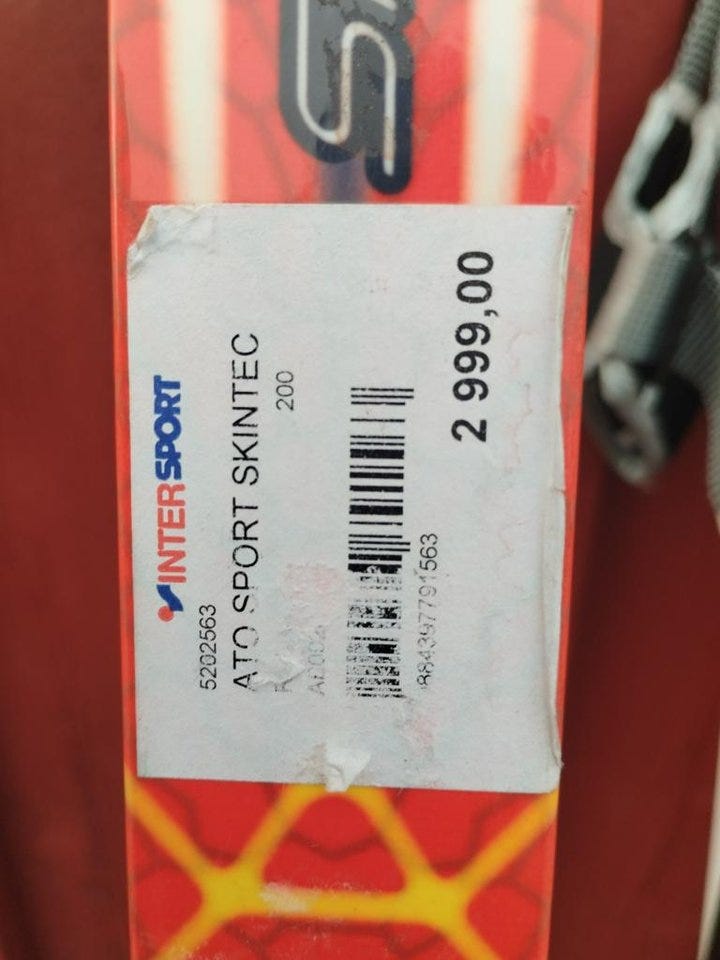 INTERSPORT
5202563
ATO SPORT SKINTEC
200
884397791563
2 999,00